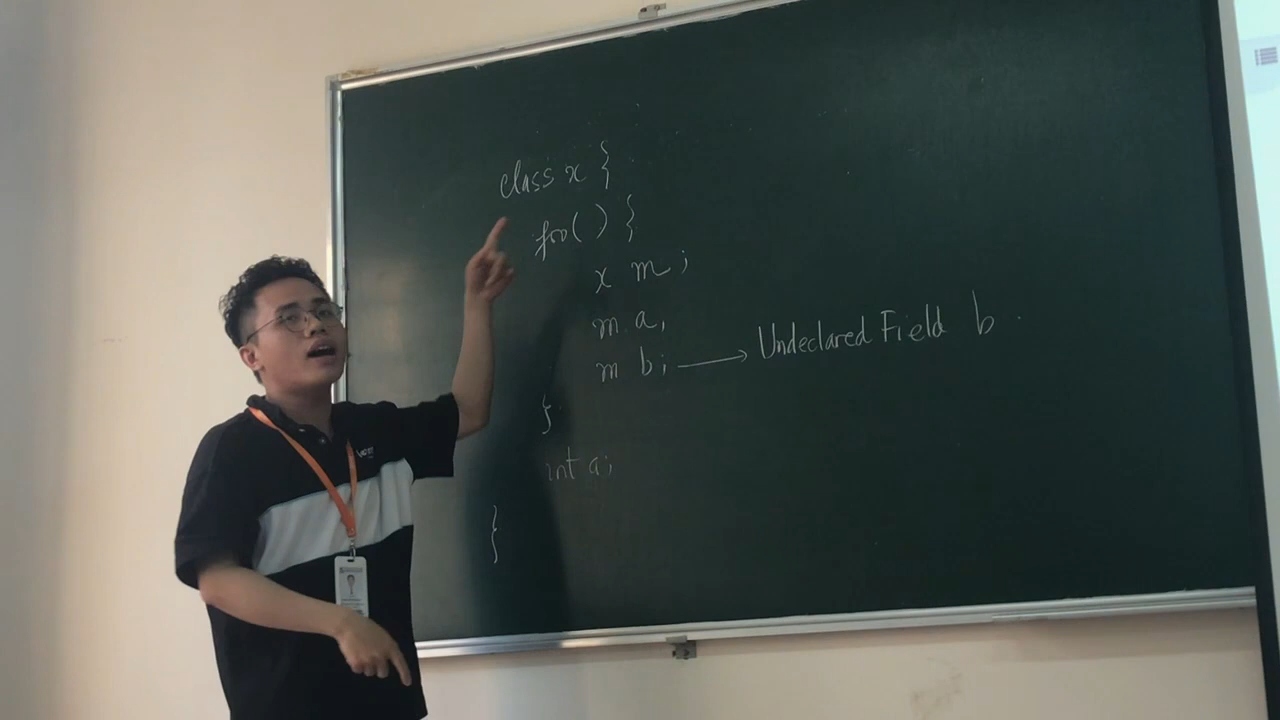 class x {
foo() {
x m;
m.a;
m b; → Undeclared Field b.
}
int a;
}